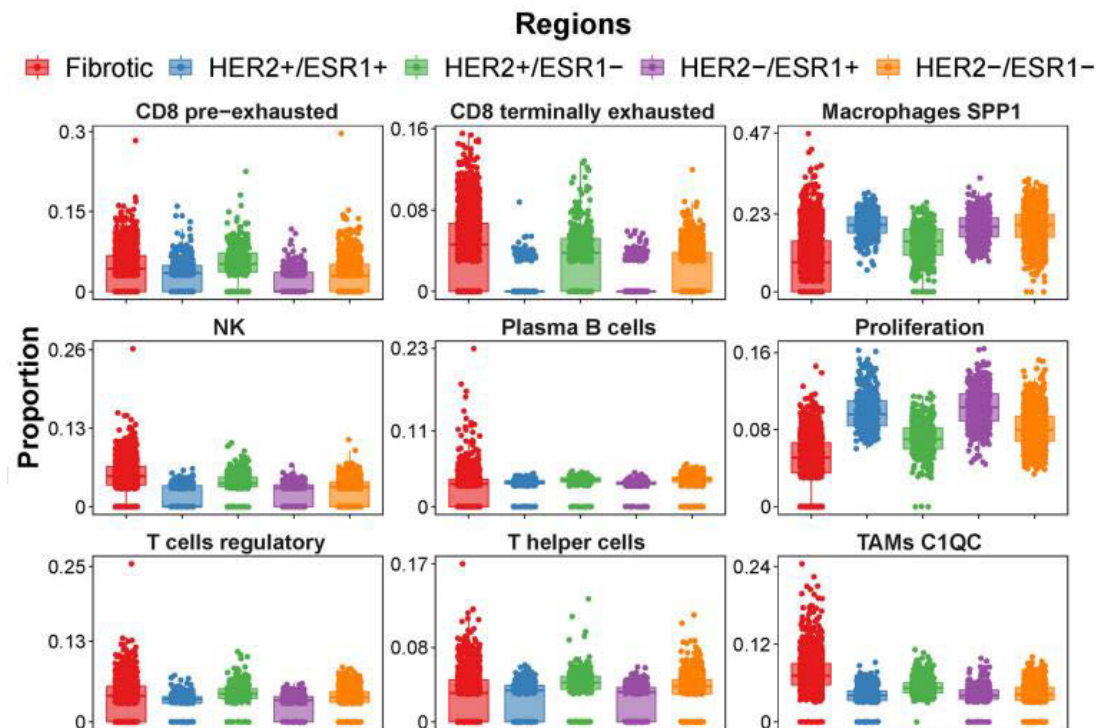 Regions
Fibrotic HER2+/ESR1+ HER2+/ESR1− HER2−/ESR1+ HER2−/ESR1−
CD8 pre−exhausted CD8 terminally exhausted Macrophages SPP1
0.3 0.16 0.47
0.15 0.08 0.23
0 0 0
Proportion
NK Plasma B cells Proliferation
0.26 0.23 0.16
0.13 0.11 0.08
0 0 0
T cells regulatory T helper cells TAMs C1QC
0.25 0.17 0.24
0.13 0.08 0.12
0 0 0